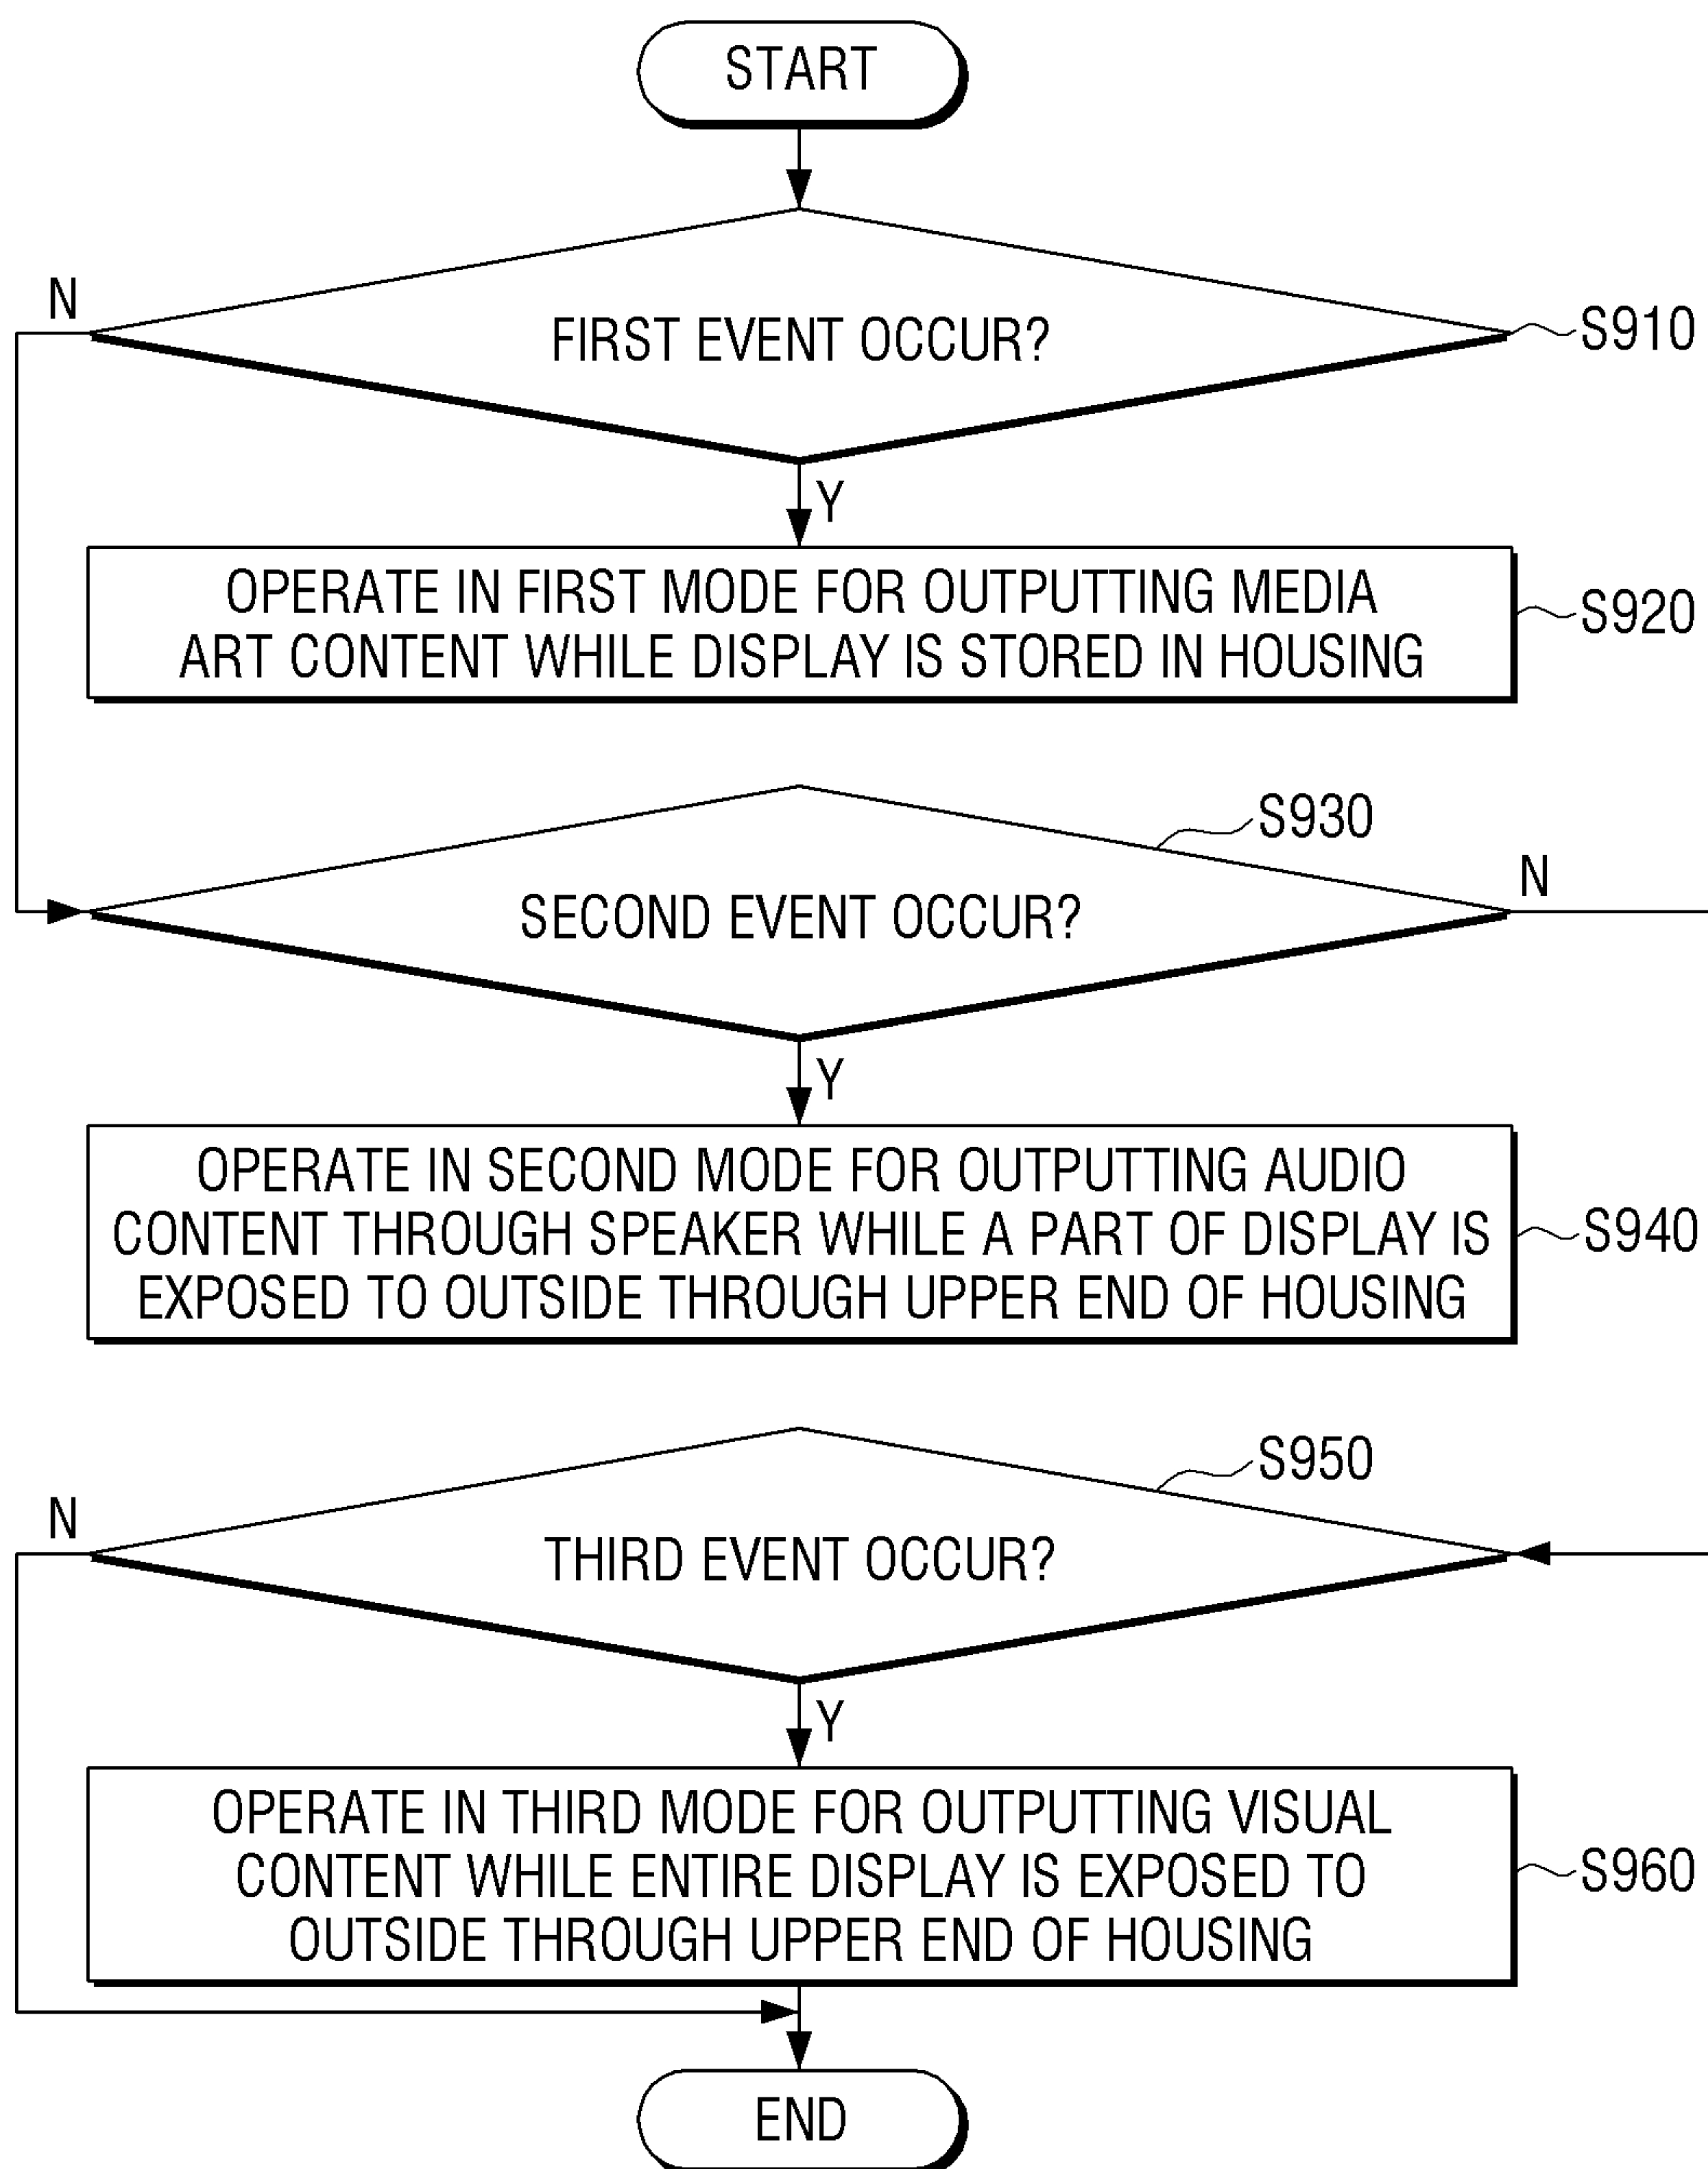 START
N
FIRST EVENT OCCUR?
S910
Y
OPERATE IN FIRST MODE FOR OUTPUTTING MEDIA
ART CONTENT WHILE DISPLAY IS STORED IN HOUSING
S920
S930
N
SECOND EVENT OCCUR?
Y
OPERATE IN SECOND MODE FOR OUTPUTTING AUDIO
CONTENT THROUGH SPEAKER WHILE A PART OF DISPLAY IS
EXPOSED TO OUTSIDE THROUGH UPPER END OF HOUSING
S940
S950
N
THIRD EVENT OCCUR?
Y
OPERATE IN THIRD MODE FOR OUTPUTTING VISUAL
CONTENT WHILE ENTIRE DISPLAY IS EXPOSED TO
OUTSIDE THROUGH UPPER END OF HOUSING
S960
END